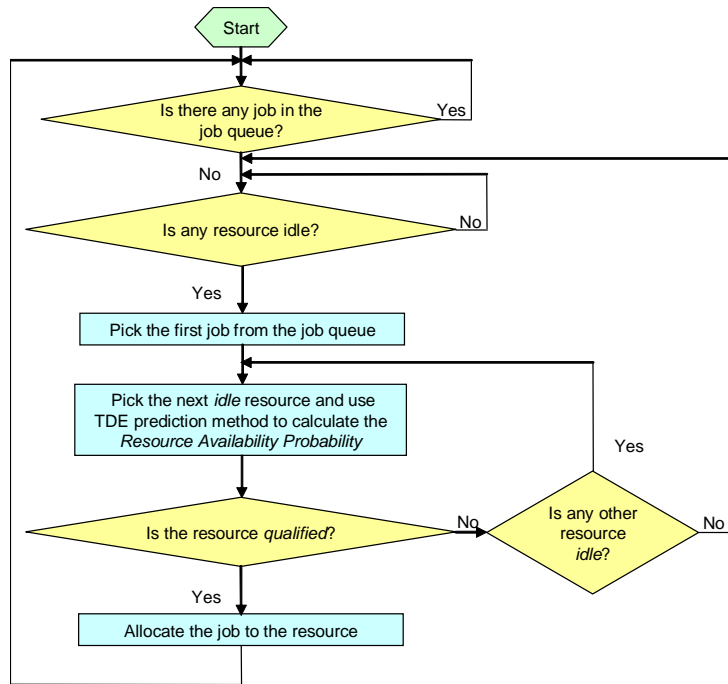 Start
Is there any job in the
job queue?
Yes
No
Is any resource idle?
No
Yes
Pick the first job from the job queue
Pick the next idle resource and use
TDE prediction method to calculate the
Resource Availability Probability
Yes
Is the resource qualified?
No
Is any other
resource
idle?
No
Yes
Allocate the job to the resource